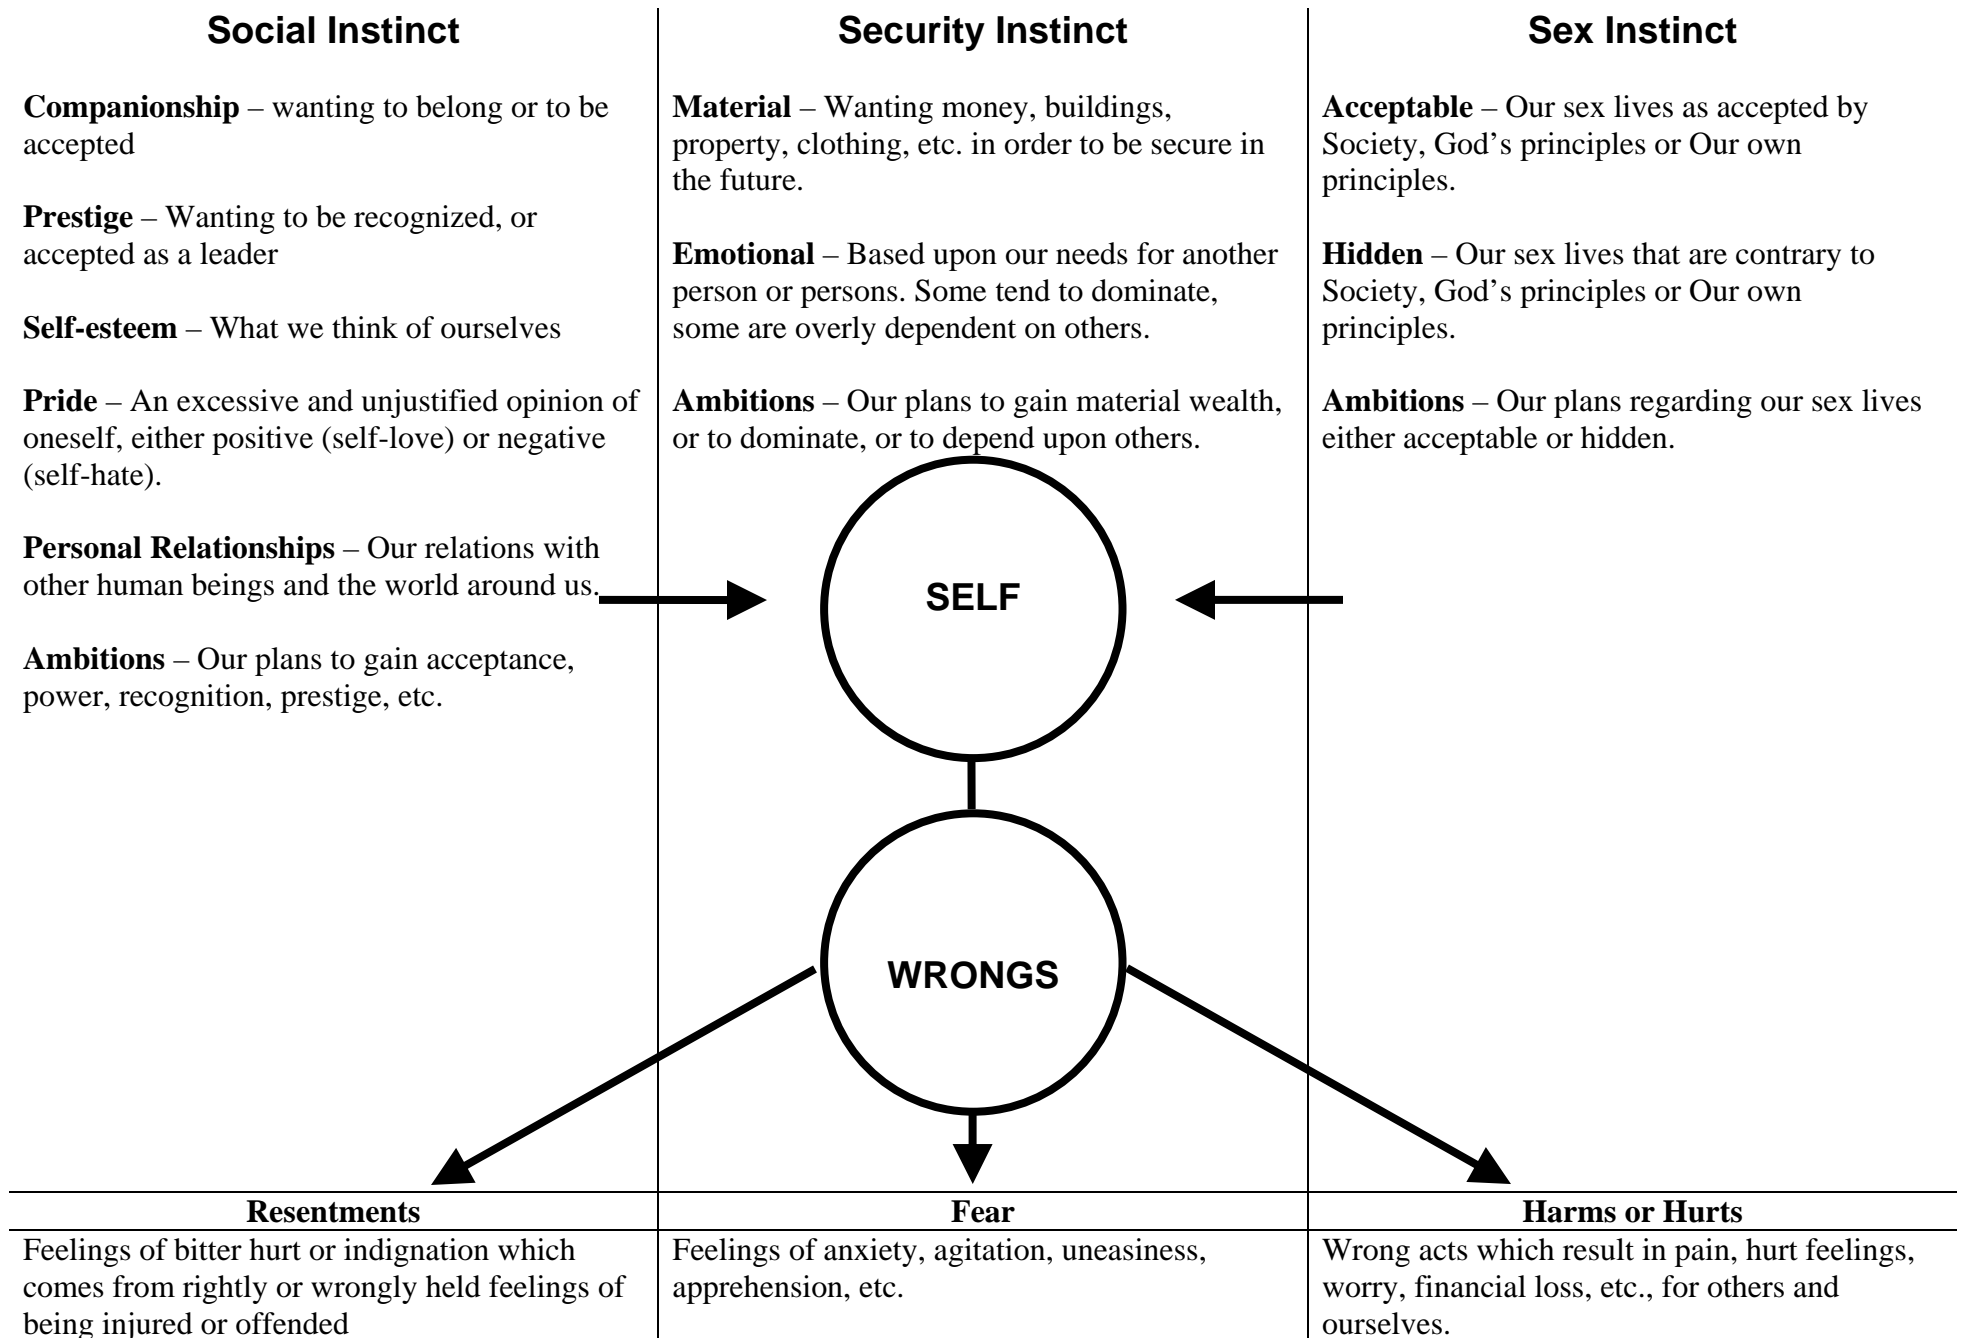 Social Instinct
Companionship – wanting to belong or to be
accepted
Prestige – Wanting to be recognized, or
accepted as a leader
Self-esteem – What we think of ourselves
Pride – An excessive and unjustified opinion of
oneself, either positive (self-love) or negative
(self-hate).
Personal Relationships – Our relations with
other human beings and the world around us.
Ambitions – Our plans to gain acceptance,
power, recognition, prestige, etc.
Security Instinct
Material – Wanting money, buildings,
property, clothing, etc. in order to be secure in
the future.
Emotional – Based upon our needs for another
person or persons. Some tend to dominate,
some are overly dependent on others.
Ambitions – Our plans to gain material wealth,
or to dominate, or to depend upon others.
Sex Instinct
Acceptable – Our sex lives as accepted by
Society, God’s principles or Our own
principles.
Hidden – Our sex lives that are contrary to
Society, God’s principles or Our own
principles.
Ambitions – Our plans regarding our sex lives
either acceptable or hidden.
SELF
WRONGS
Resentments
Feelings of bitter hurt or indignation which
comes from rightly or wrongly held feelings of
being injured or offended
Fear
Feelings of anxiety, agitation, uneasiness,
apprehension, etc.
Harms or Hurts
Wrong acts which result in pain, hurt feelings,
worry, financial loss, etc., for others and
ourselves.